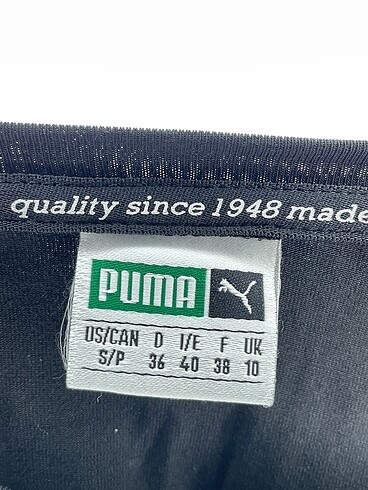 quality since 1948 made
PUMA
US/CAN D I/E F UK
S/P 36 40 38 10